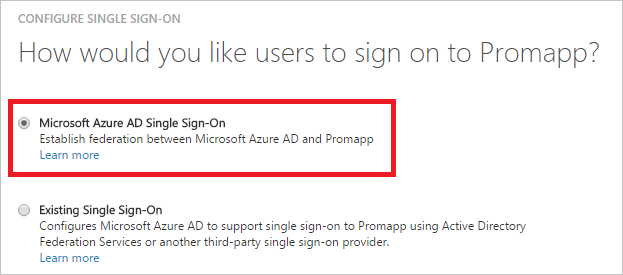 CONFIGURE SINGLE SIGN-ON
How would you like users to sign on to Promapp?
Microsoft Azure AD Single Sign-On
Establish federation between Microsoft Azure AD and Promapp
Learn more
Existing Single Sign-On
Configures Microsoft Azure AD to support single sign-on to Promapp using Active Directory
Federation Services or another third-party single sign-on provider.
Learn more